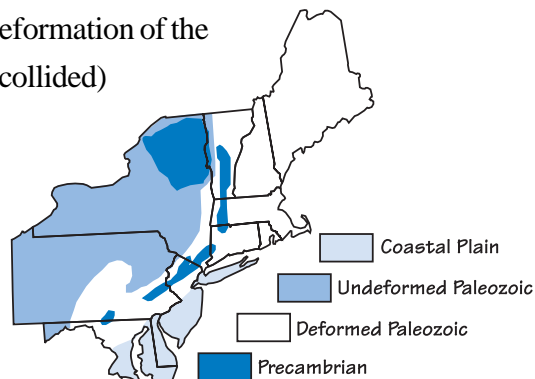 eformation of the
collided)
Coastal Plain
Undeformed Paleozoic
Deformed Paleozoic
Precambrian